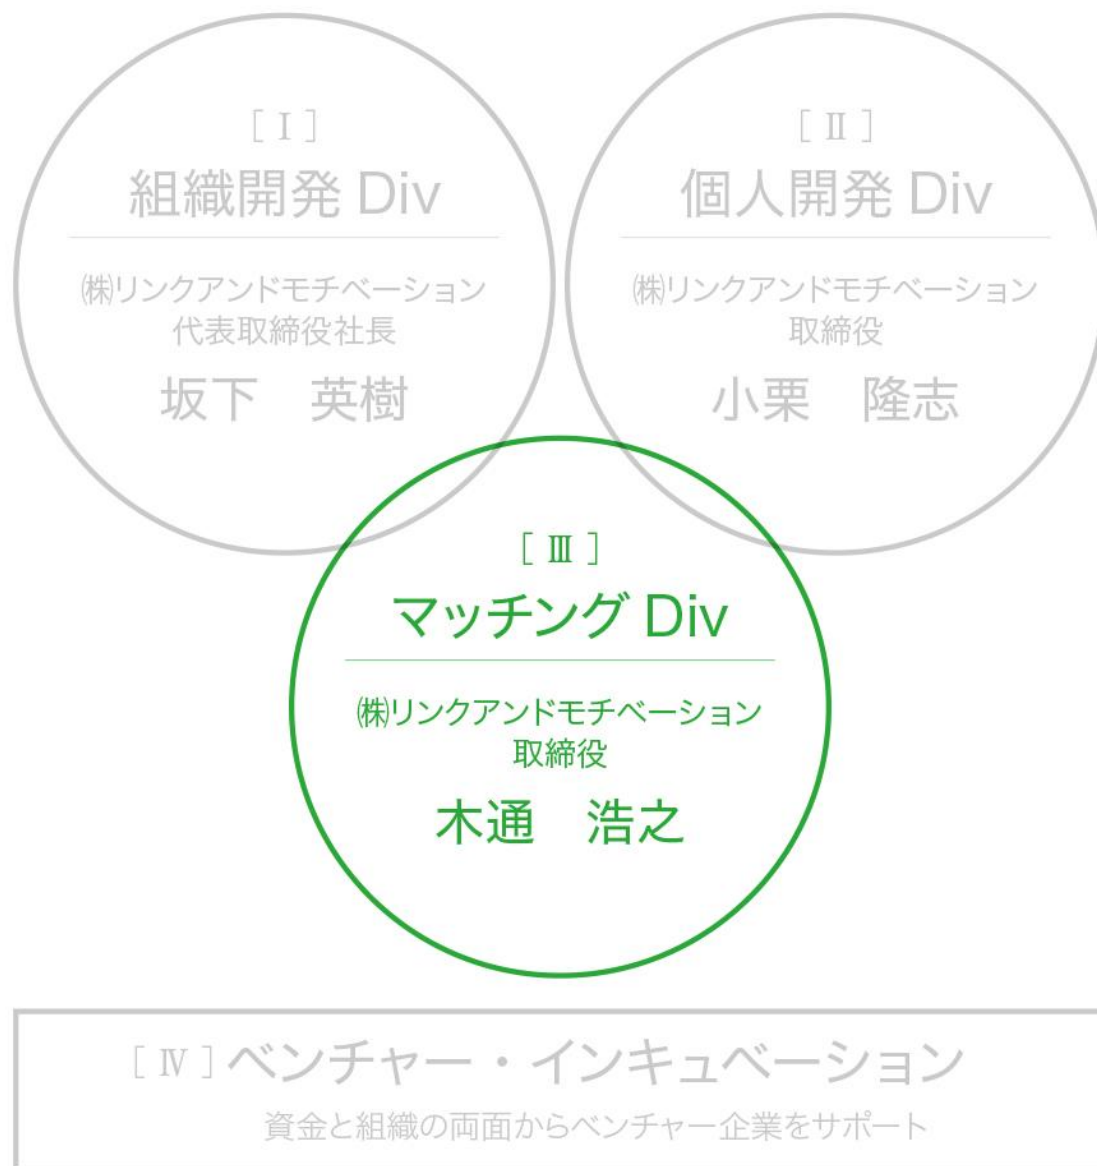 [ Ⅰ ]
組織開発 Div
㈱リンクアンドモチベーション
代表取締役社長
坂下　英樹
[ Ⅱ ]
個人開発 Div
㈱リンクアンドモチベーション
取締役
小栗　隆志
[ Ⅲ ]
マッチング Div
㈱リンクアンドモチベーション
取締役
木通　浩之
[ Ⅳ ] ベンチャー・インキュベーション
資金と組織の両面からベンチャー企業をサポート